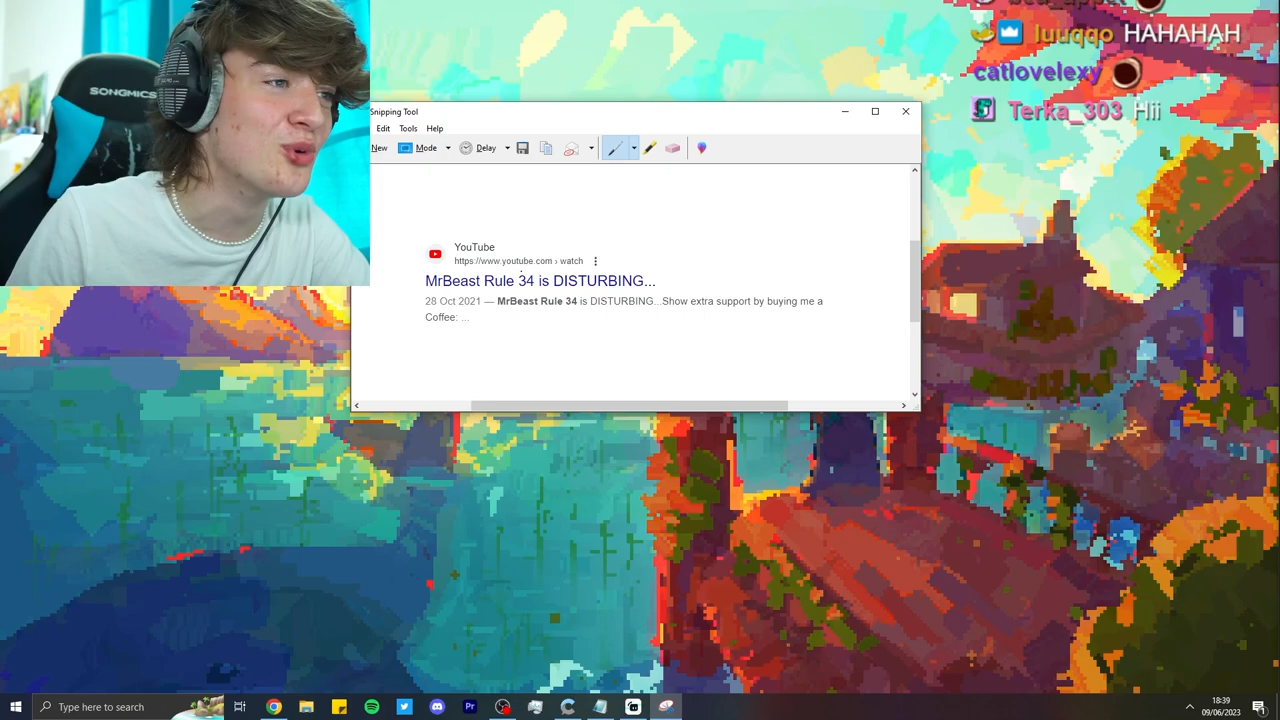 SONGMICS
luuqqo HAHAHAH
catlovelexy
Terka_303 Hii
Snipping Tool
Edit Tools Help
New Mode Delay
YouTube
https://www.youtube.com › watch
MrBeast Rule 34 is DISTURBING...
28 Oct 2021 — MrBeast Rule 34 is DISTURBING...Show extra support by buying me a
Coffee: ...
Type here to search
Pr
18:39
09/06/2023
1